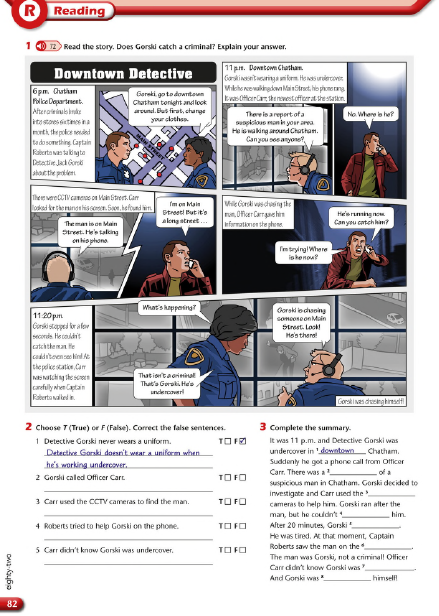 R Reading
1 72 Read the story. Does Gorski catch a criminal? Explain your answer.
Downtown Detective
6 p.m. Chatham
Police Department.
After criminals broke
into stores six times in a
month, the police needed
to do something. Captain
Roberts was talking to
Detective Jack Gorski
about the problem.
Gorski, go to downtown
Chatham tonight and look
around. But first, change
your clothes.
11 p.m. Downtown Chatham.
Gorski wasn't wearing a uniform. He was undercover.
While he was walking down Main Street, his phone rang.
It was Officer Carr, the newest officer at the station.
There is a report of a
suspicious man in your area.
He is walking around Chatham.
Can you see anyone?
No. Where is he?
There were CCTV cameras on Main Street. Carr
looked for the man on his screen. Soon, he found him.
The man is on Main
Street. He's talking
on his phone.
I'm on Main
Street! But it's
a long street ...
While Gorski was chasing the
man, Officer Carr gave him
information on the phone.
He's running now.
Can you catch him?
I'm trying! Where
is he now?
11:20 p.m.
Gorski stopped for a few
seconds. He couldn't
catch the man. He
couldn't even see him! At
the police station, Carr
was watching the screen
carefully when Captain
Roberts walked in.
What's happening?
Gorski is chasing
someone on Main
Street. Look!
He's there!
That isn't a criminal!
That's Gorski. He's
undercover!
Gorski was chasing himself!
2 Choose T (True) or F (False). Correct the false sentences.
1 Detective Gorski never wears a uniform. T F
Detective Gorski doesn't wear a uniform when
he's working undercover.
2 Gorski called Officer Carr. T F
3 Carr used the CCTV cameras to find the man. T F
4 Roberts tried to help Gorski on the phone. T F
5 Carr didn't know Gorski was undercover. T F
3 Complete the summary.
It was 11 p.m. and Detective Gorski was
undercover in 1 downtown Chatham.
Suddenly he got a phone call from Officer
Carr. There was a 2 of a
suspicious man in Chatham. Gorski decided to
investigate and Carr used the 3
cameras to help him. Gorski ran after the
man, but he couldn't 4 him.
After 20 minutes, Gorski 5 .
He was tired. At that moment, Captain
Roberts saw the man on the 6 .
The man was Gorski, not a criminal! Officer
Carr didn't know Gorski was 7 .
And Gorski was 8 himself!
eighty-two
82